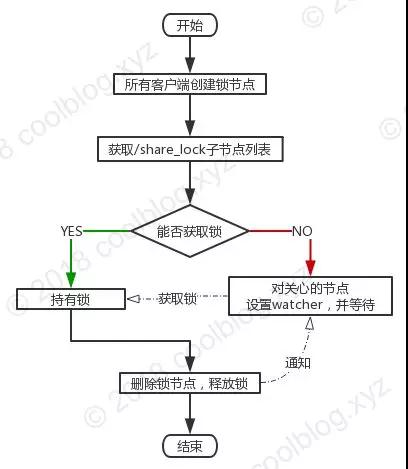 开始
所有客户端创建锁节点
获取/share_lock子节点列表
能否获取锁
YES
NO
持有锁
获取锁
对关心的节点
设置watcher，并等待
通知
删除锁节点，释放锁
结束
© 2018 coolblog.xyz